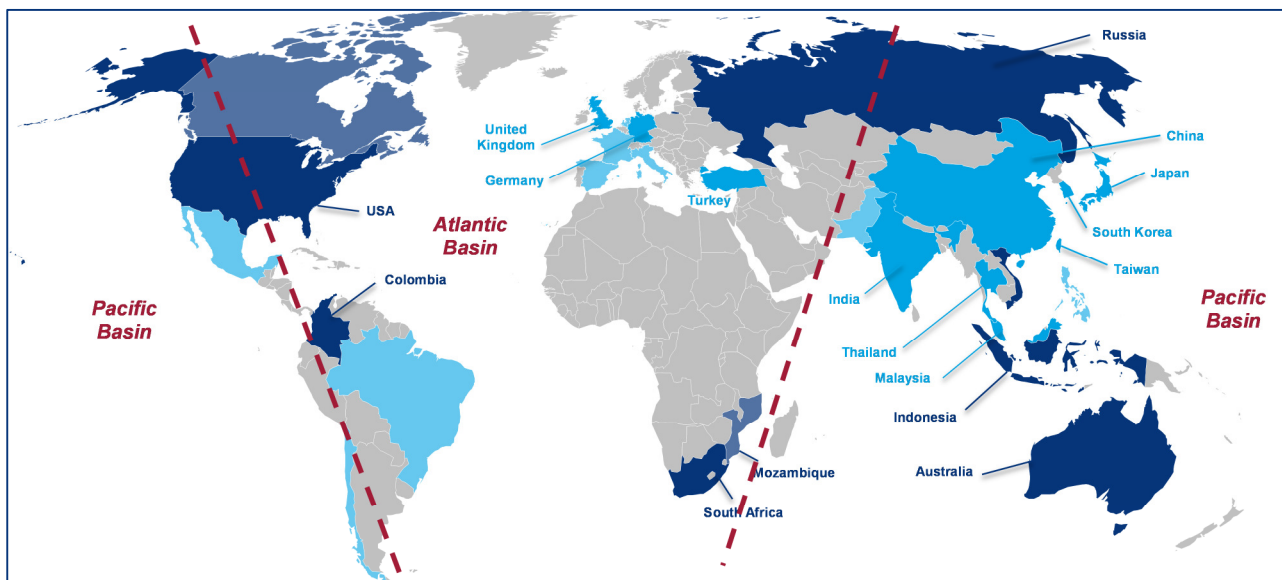 Russia
United
Kingdom
China
Germany
Japan
Turkey
USA
Atlantic
Basin
South Korea
Taiwan
Colombia
India
Pacific
Basin
Pacific
Basin
Thailand
Malaysia
Indonesia
Mozambique
Australia
South Africa